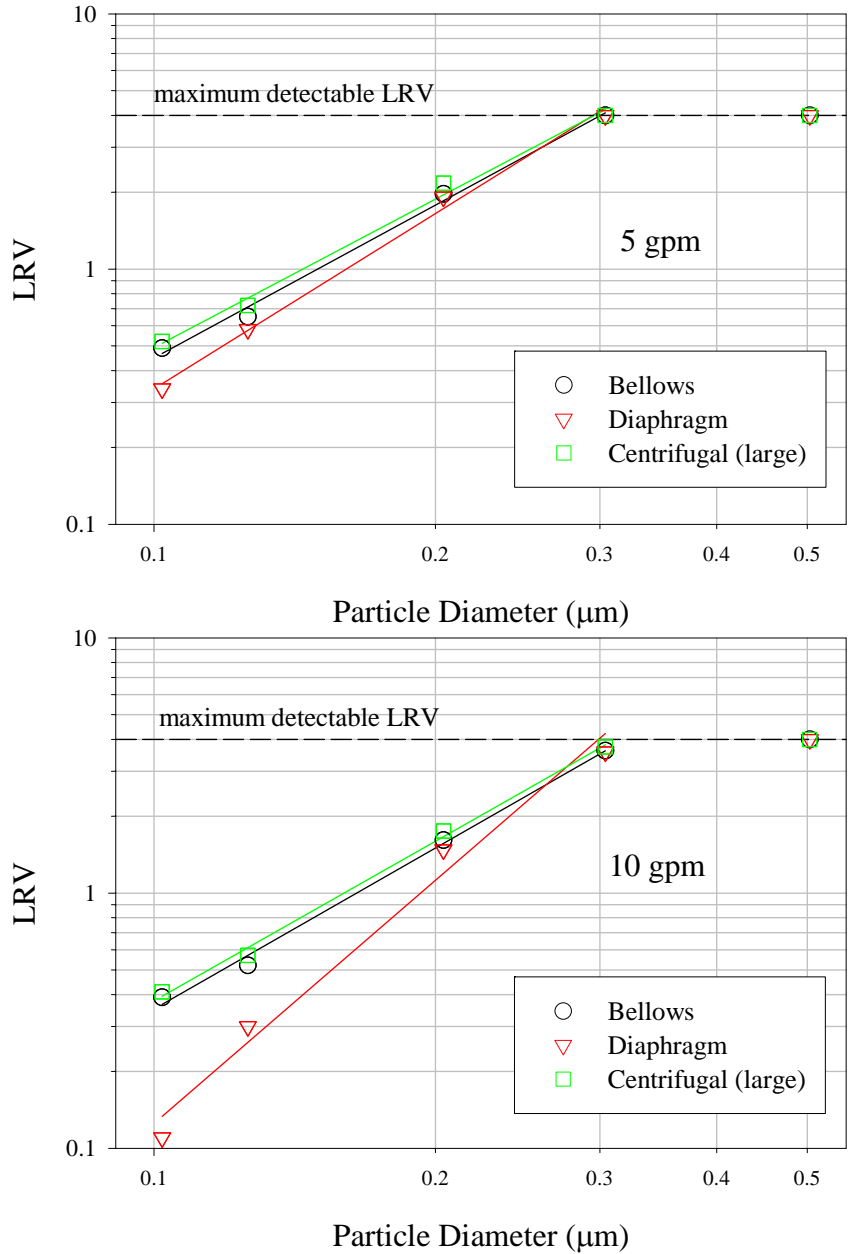 10
maximum detectable LRV
1
LRV
5 gpm
Bellows
Diaphragm
Centrifugal (large)
0.1
0.1 0.2 0.3 0.4 0.5
Particle Diameter (μm)
10
maximum detectable LRV
1
LRV
10 gpm
Bellows
Diaphragm
Centrifugal (large)
0.1
0.1 0.2 0.3 0.4 0.5
Particle Diameter (μm)